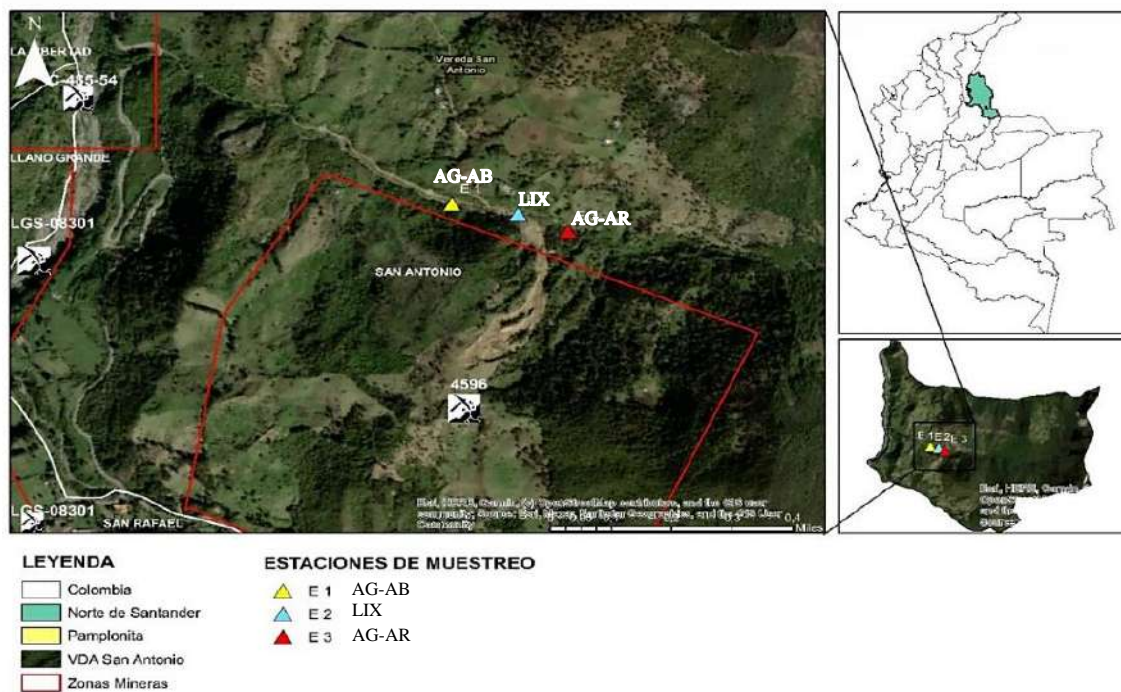 N
LA LIBERTAD
C-485-54
LLANO GRANDE
LGS-08301
Vereda San
Antonio
AG-AB
E 1
LIX
AG-AR
SAN ANTONIO
4596
LGS-08301
SAN RAFAEL
0,4
Miles
E 1 E 2 E 3
LEYENDA
Colombia
Norte de Santander
Pamplonita
VDA San Antonio
Zonas Mineras
ESTACIONES DE MUESTREO
E 1 AG-AB
E 2 LIX
E 3 AG-AR